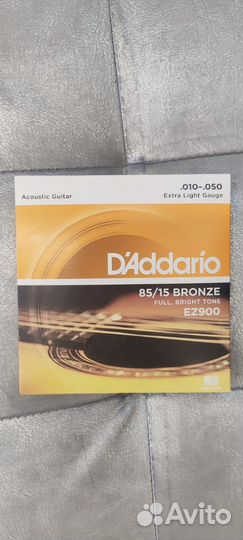 .010-.050
Acoustic Guitar
Extra Light Gauge
D'Addario
85/15 BRONZE
FULL, BRIGHT TONE
EZ900
Avito